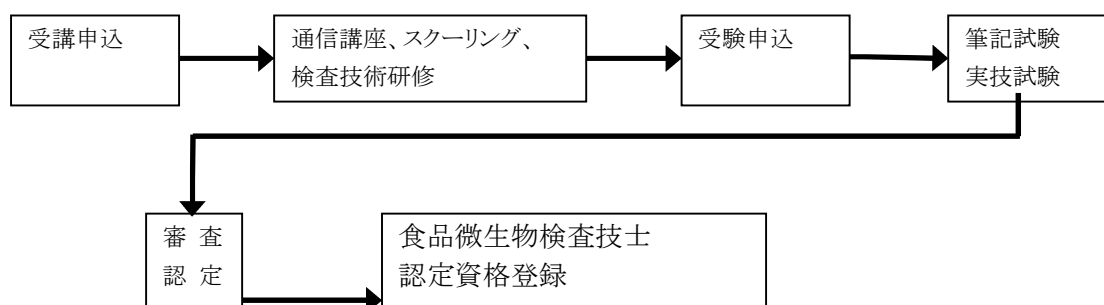 受講申込
通信講座、スクーリング、
検査技術研修
受験申込
筆記試験
実技試験
審 査
認 定
食品微生物検査技士
認定資格登録